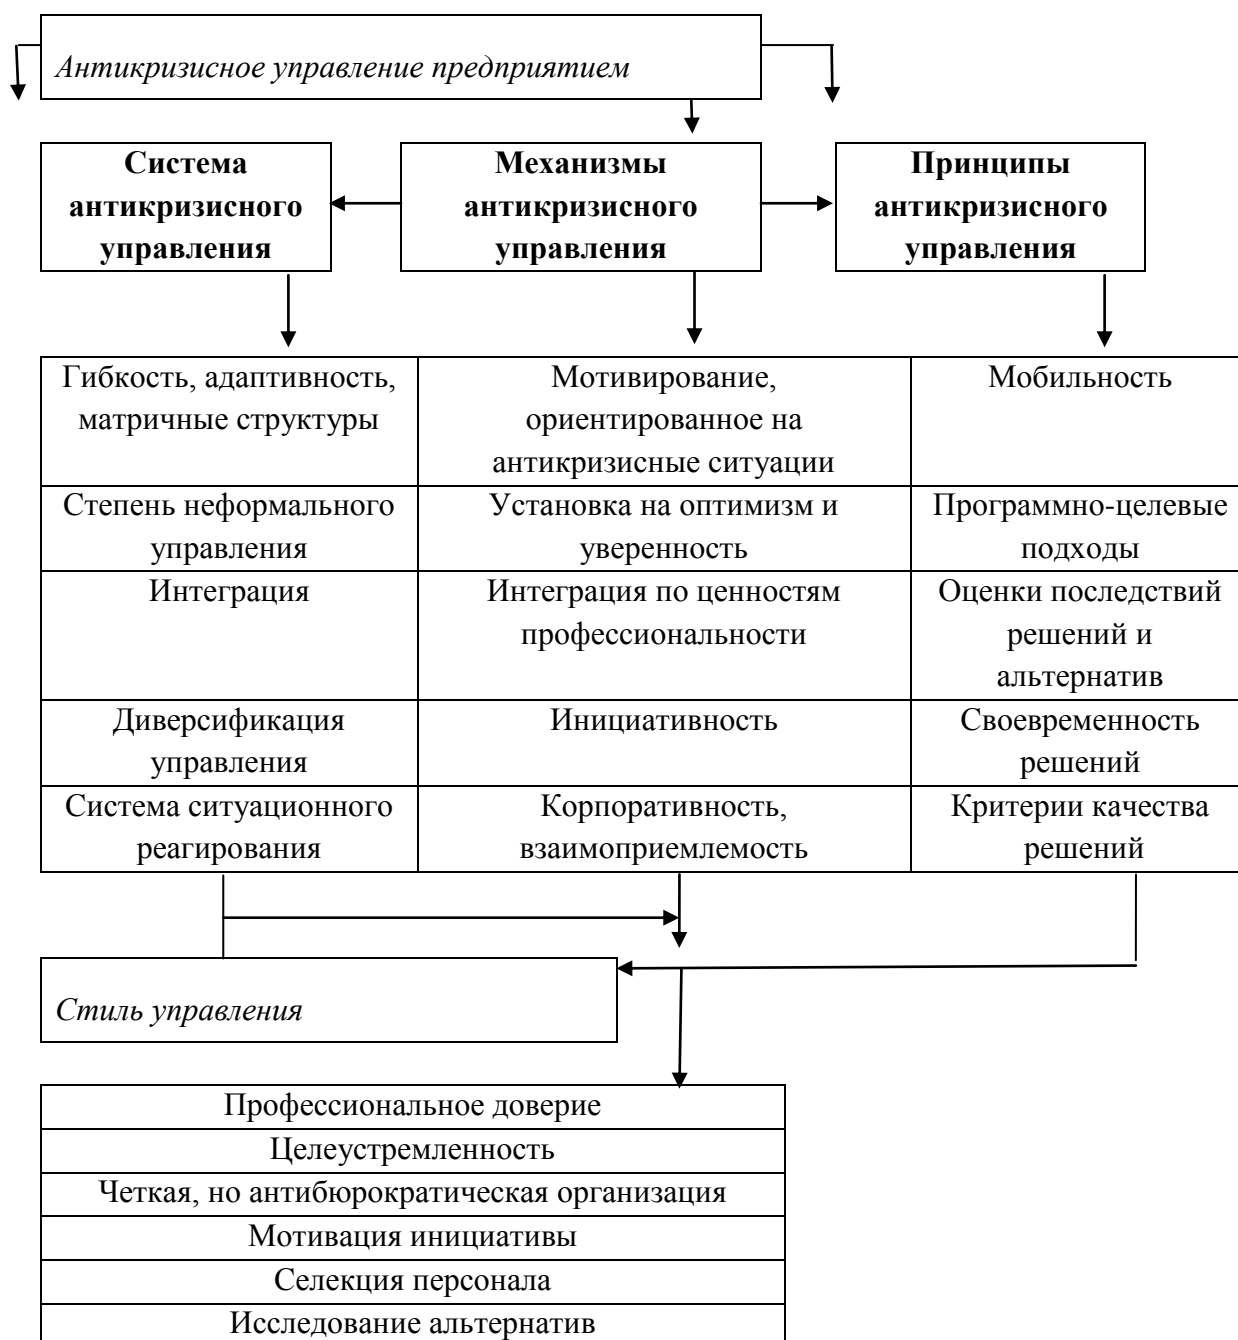 Антикризисное управление предприятием
Система
антикризисного
управления
Механизмы
антикризисного
управления
Принципы
антикризисного
управления
Гибкость, адаптивность,
матричные структуры
Мотивирование,
ориентированное на
антикризисные ситуации
Мобильность
Степень неформального
управления
Установка на оптимизм и
уверенность
Программно-целевые
подходы
Интеграция
Интеграция по ценностям
профессиональности
Оценки последствий
решений и
альтернатив
Диверсификация
управления
Инициативность
Своевременность
решений
Система ситуационного
реагирования
Корпоративность,
взаимоприемлемость
Критерии качества
решений
Стиль управления
Профессиональное доверие
Целеустремленность
Четкая, но антибюрократическая организация
Мотивация инициативы
Селекция персонала
Исследование альтернатив